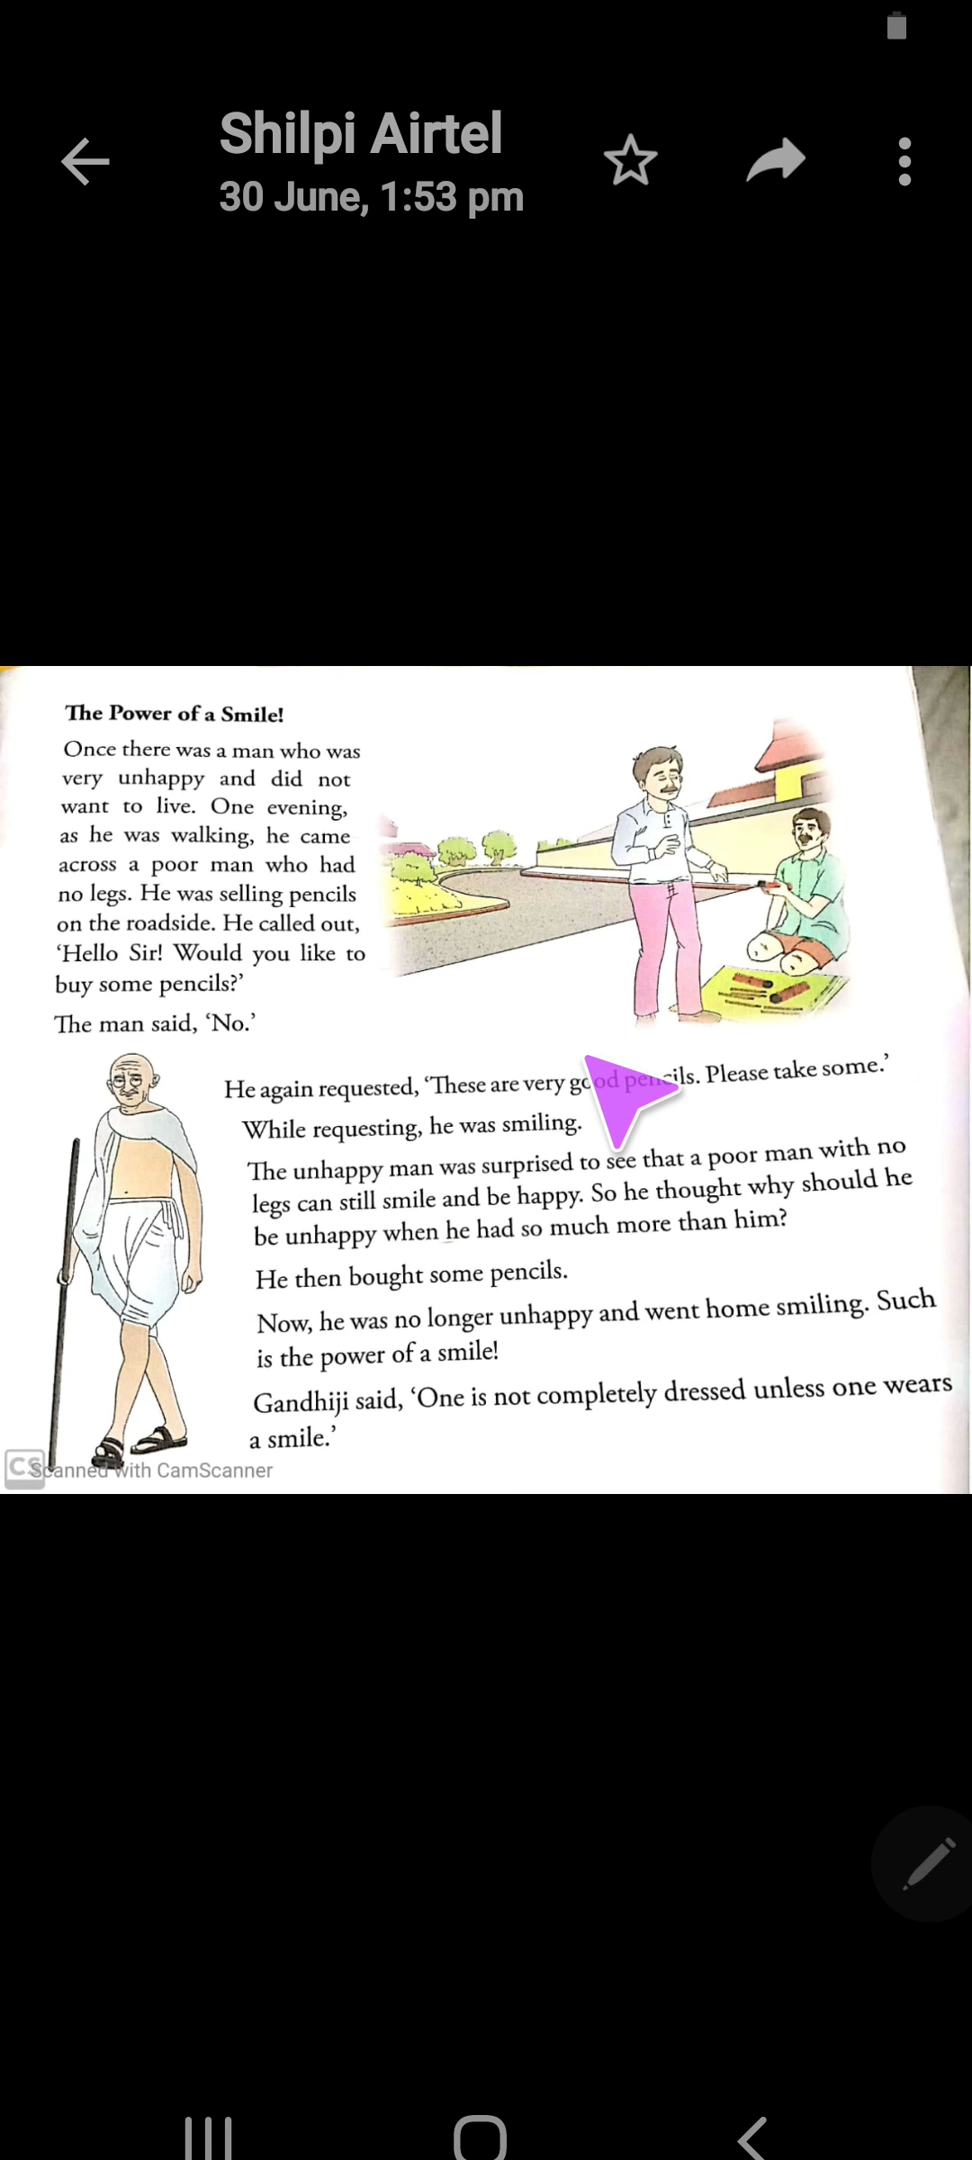 Shilpi Airtel
30 June, 1:53 pm
The Power of a Smile!
Once there was a man who was
very unhappy and did not
want to live. One evening,
as he was walking, he came
across a poor man who had
no legs. He was selling pencils
on the roadside. He called out,
‘Hello Sir! Would you like to
buy some pencils?’
The man said, ‘No.’
He again requested, ‘These are very good pencils. Please take some.’
While requesting, he was smiling.
The unhappy man was surprised to see that a poor man with no
legs can still smile and be happy. So he thought why should he
be unhappy when he had so much more than him?
He then bought some pencils.
Now, he was no longer unhappy and went home smiling. Such
is the power of a smile!
Gandhiji said, ‘One is not completely dressed unless one wears
a smile.’
CS Scanned with CamScanner